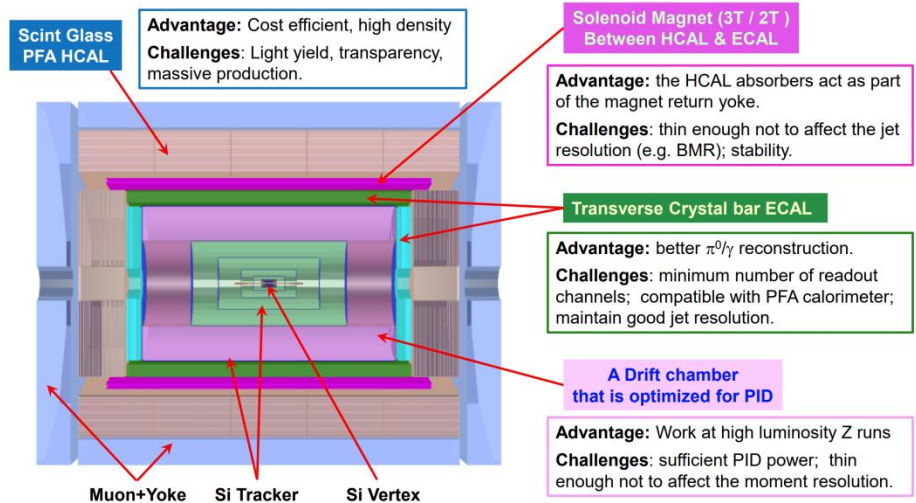 Scint Glass
PFA HCAL
Advantage: Cost efficient, high density
Challenges: Light yield, transparency,
massive production.
Solenoid Magnet (3T / 2T )
Between HCAL & ECAL
Advantage: the HCAL absorbers act as part
of the magnet return yoke.
Challenges: thin enough not to affect the jet
resolution (e.g. BMR); stability.
Transverse Crystal bar ECAL
Advantage: better π⁰/γ reconstruction.
Challenges: minimum number of readout
channels; compatible with PFA calorimeter;
maintain good jet resolution.
A Drift chamber
that is optimized for PID
Advantage: Work at high luminosity Z runs
Challenges: sufficient PID power; thin
enough not to affect the moment resolution.
Muon+Yoke
Si Tracker
Si Vertex